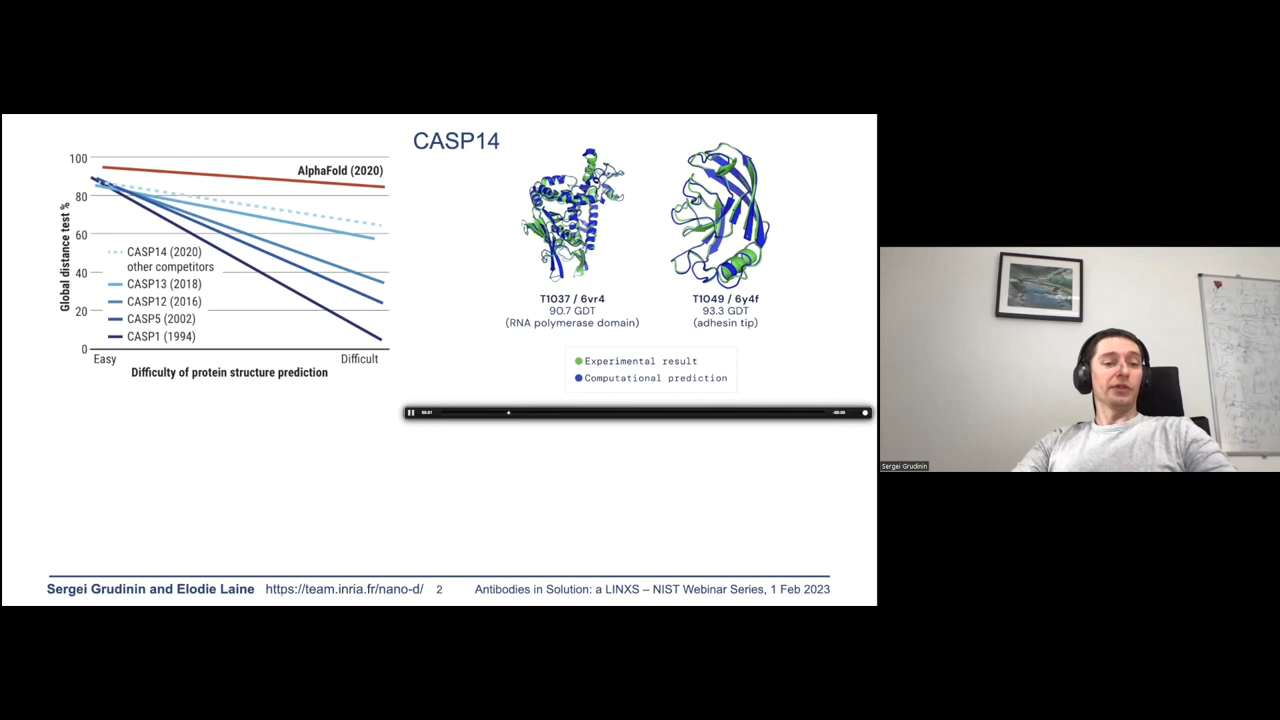 CASP14
100
80
60
40
20
0
Global distance test %
AlphaFold (2020)
CASP14 (2020)
other competitors
CASP13 (2018)
CASP12 (2016)
CASP5 (2002)
CASP1 (1994)
Easy
Difficult
Difficulty of protein structure prediction
T1037 / 6vr4
90.7 GDT
(RNA polymerase domain)
T1049 / 6y4f
93.3 GDT
(adhesin tip)
Experimental result
Computational prediction
Sergei Grudinin
Sergei Grudinin and Elodie Laine https://team.inria.fr/nano-d/ 2 Antibodies in Solution: a LINXS – NIST Webinar Series, 1 Feb 2023